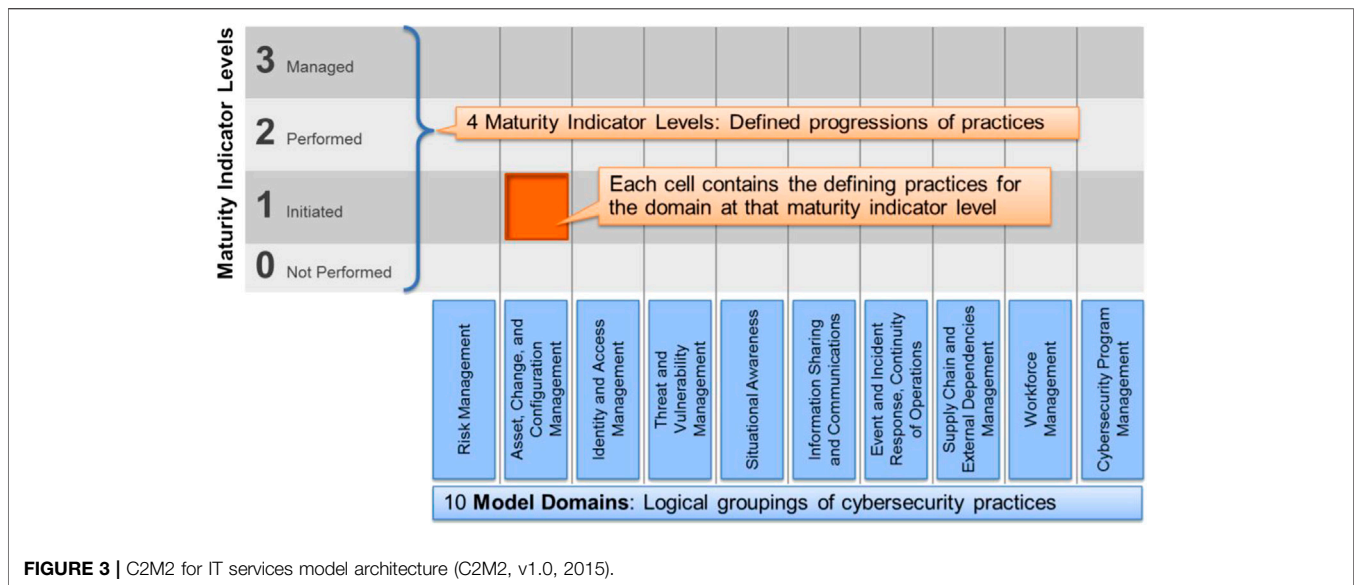 Maturity Indicator Levels
3 Managed
2 Performed
1 Initiated
0 Not Performed
4 Maturity Indicator Levels: Defined progressions of practices
Each cell contains the defining practices for
the domain at that maturity indicator level
Risk Management
Asset, Change, and
Configuration
Management
Identity and Access
Management
Threat and
Vulnerability
Management
Situational Awareness
Information Sharing
and Communications
Event and Incident
Response, Continuity
of Operations
Supply Chain and
External Dependencies
Management
Workforce
Management
Cybersecurity Program
Management
10 Model Domains: Logical groupings of cybersecurity practices
FIGURE 3 | C2M2 for IT services model architecture (C2M2, v1.0, 2015).